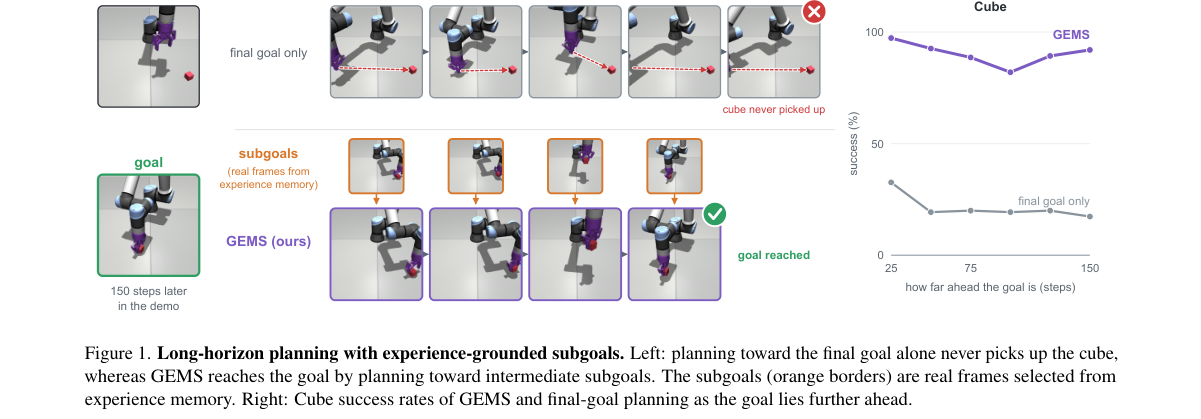 final goal only
cube never picked up
goal
150 steps later
in the demo
subgoals
(real frames from
experience memory)
GEMS (ours)
goal reached
Cube
success (%)
100
50
0
GEMS
final goal only
25
75
150
how far ahead the goal is (steps)
Figure 1. Long-horizon planning with experience-grounded subgoals. Left: planning toward the final goal alone never picks up the cube,
whereas GEMS reaches the goal by planning toward intermediate subgoals. The subgoals (orange borders) are real frames selected from
experience memory. Right: Cube success rates of GEMS and final-goal planning as the goal lies further ahead.